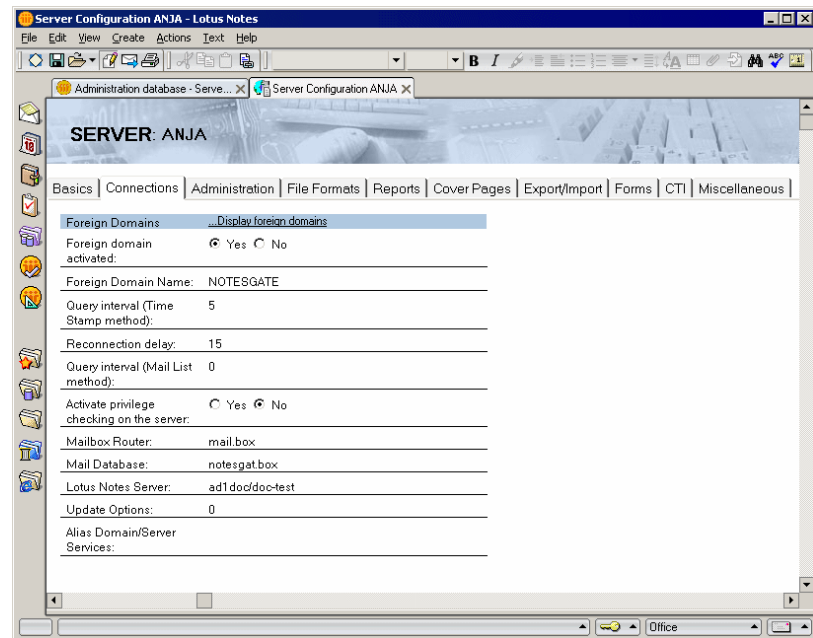 Server Configuration ANJA - Lotus Notes
File Edit View Create Actions Text Help
B I
Administration database - Serve... Server Configuration ANJA
SERVER: ANJA
Basics Connections Administration File Formats Reports Cover Pages Export/Import Forms CTI Miscellaneous
Foreign Domains ...Display foreign domains
Foreign domain activated: Yes No
Foreign Domain Name: NOTESGATE
Query interval (Time Stamp method): 5
Reconnection delay: 15
Query interval (Mail List method): 0
Activate privilege checking on the server: Yes No
Mailbox Router: mail.box
Mail Database: notesgat.box
Lotus Notes Server: ad1doc/doc-test
Update Options: 0
Alias Domain/Server Services:
Office